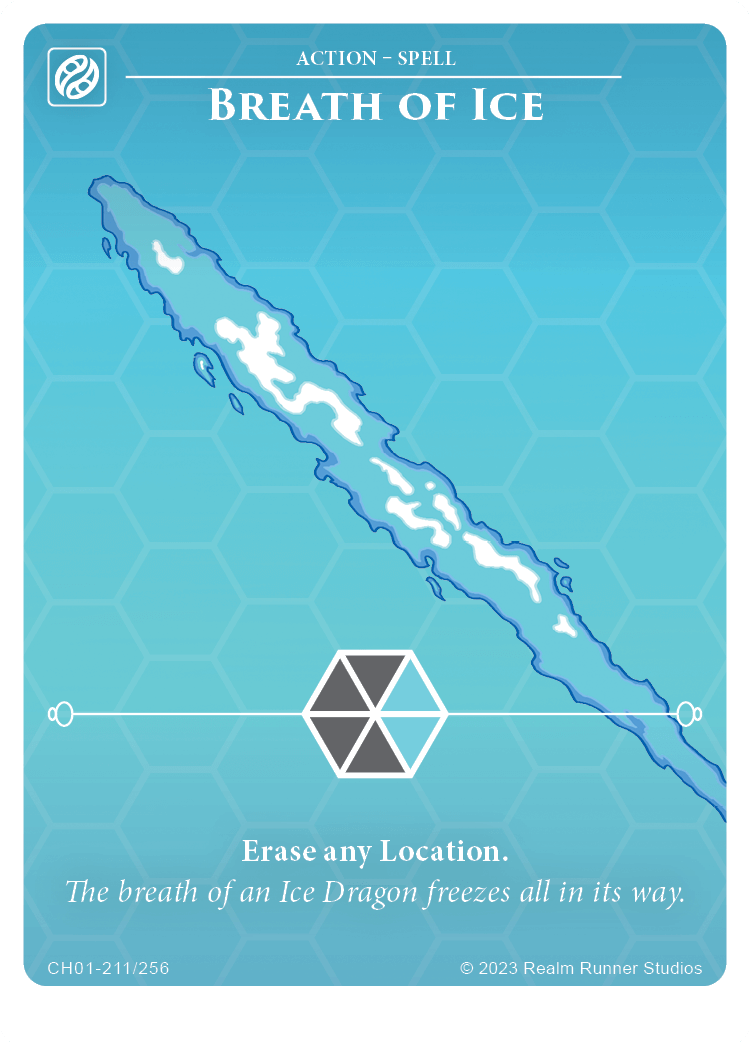 ACTION – SPELL
BREATH OF ICE
Erase any Location.
The breath of an Ice Dragon freezes all in its way.
CH01-211/256
© 2023 Realm Runner Studios